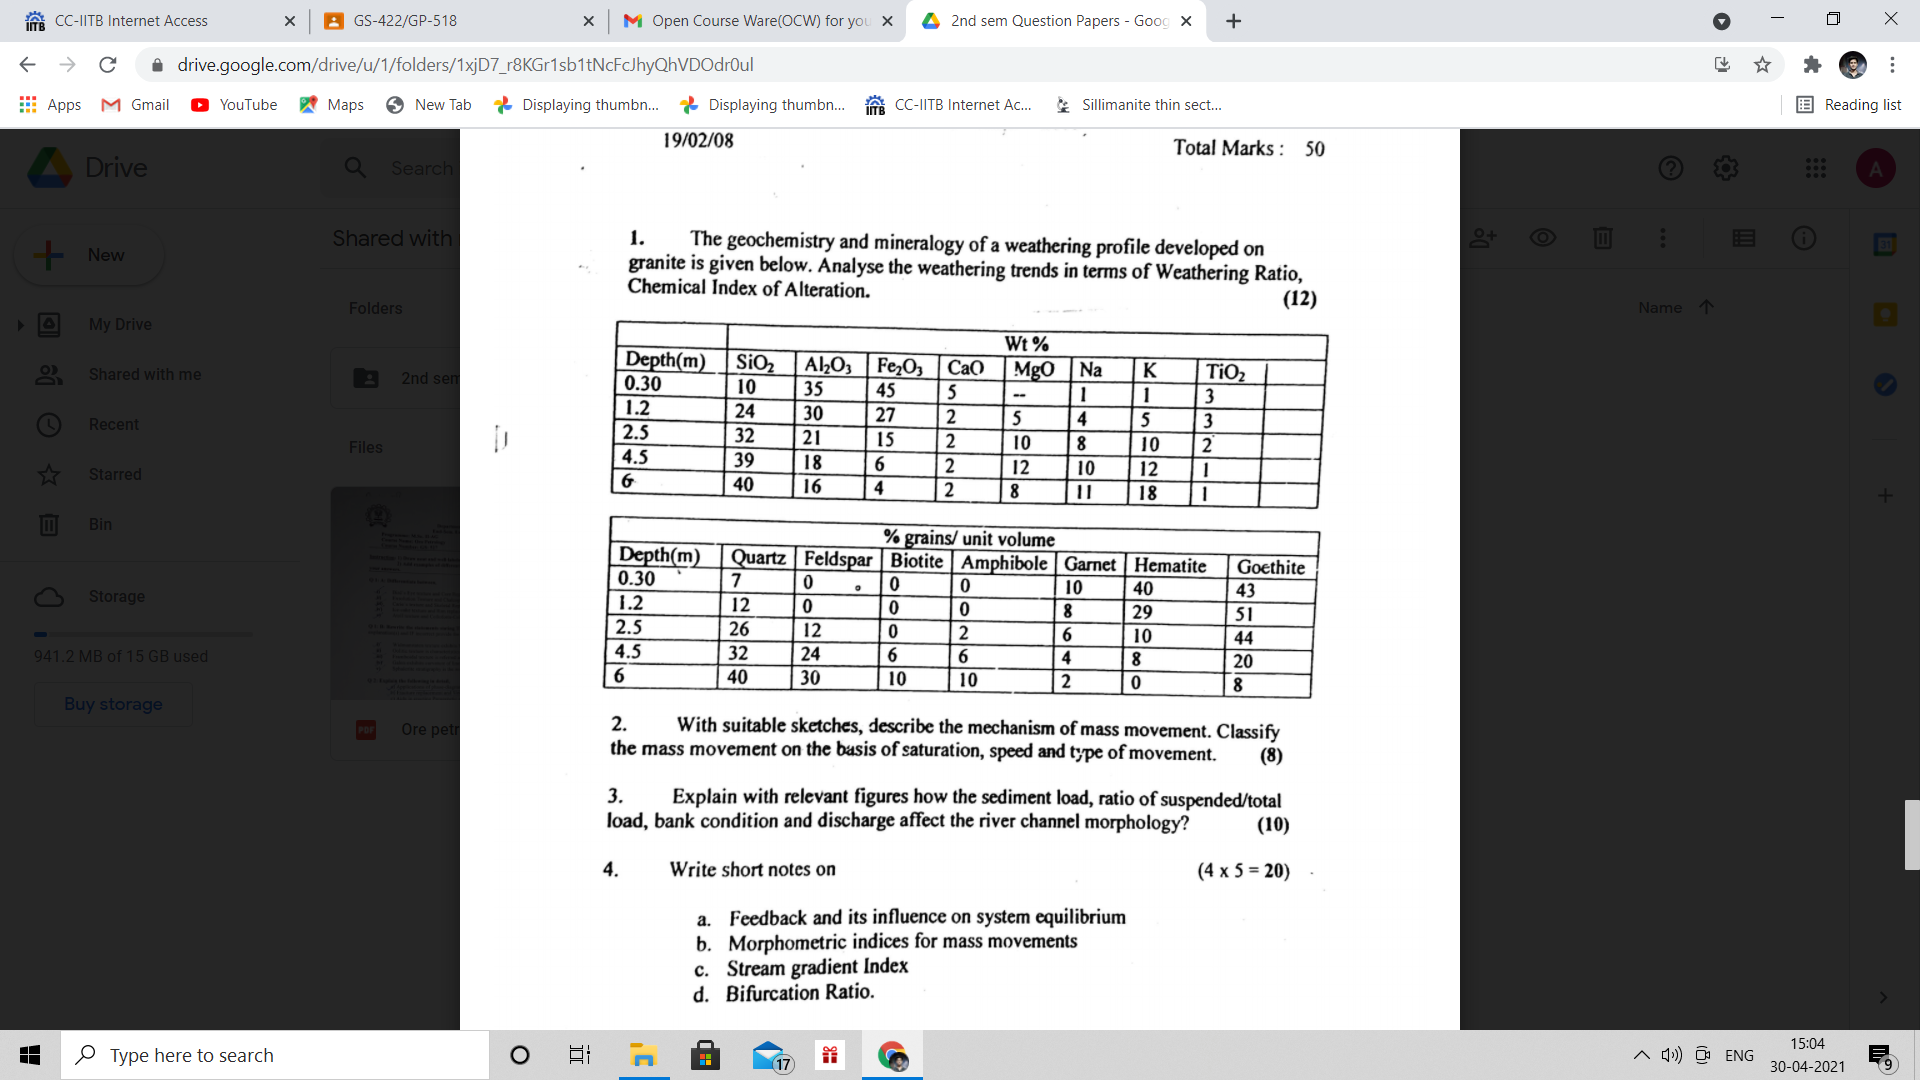 CC-IITB Internet Access
GS-422/GP-518
Open Course Ware(OCW) for you
2nd sem Question Papers - Goog
drive.google.com/drive/u/1/folders/1xjD7_r8KGr1sb1tNcFcJhyQhVDOdr0ul
Apps Gmail YouTube Maps New Tab Displaying thumbn... Displaying thumbn... CC-IITB Internet Ac... Sillimanite thin sect... Reading list
Drive
Search
New
My Drive
Shared with me
Recent
Starred
Bin
Storage
941.2 MB of 15 GB used
Buy storage
Shared with
Folders
2nd sem
Files
PDF Ore petr
Name
A
19/02/08
Total Marks : 50
1. The geochemistry and mineralogy of a weathering profile developed on
granite is given below. Analyse the weathering trends in terms of Weathering Ratio,
Chemical Index of Alteration. (12)
Wt %
Depth(m) SiO₂ Al₂O₃ Fe₂O₃ CaO MgO Na K TiO₂
0.30 10 35 45 5 -- 1 1 3
1.2 24 30 27 2 5 4 5 3
2.5 32 21 15 2 10 8 10 2
4.5 39 18 6 2 12 10 12 1
6 40 16 4 2 8 11 18 1
% grains/ unit volume
Depth(m) Quartz Feldspar Biotite Amphibole Garnet Hematite Goethite
0.30 7 0 0 0 10 40 43
1.2 12 0 0 0 8 29 51
2.5 26 12 0 2 6 10 44
4.5 32 24 6 6 4 8 20
6 40 30 10 10 2 0 8
2. With suitable sketches, describe the mechanism of mass movement. Classify
the mass movement on the basis of saturation, speed and type of movement. (8)
3. Explain with relevant figures how the sediment load, ratio of suspended/total
load, bank condition and discharge affect the river channel morphology? (10)
4. Write short notes on (4 x 5 = 20)
a. Feedback and its influence on system equilibrium
b. Morphometric indices for mass movements
c. Stream gradient Index
d. Bifurcation Ratio.
Type here to search
17
ENG
15:04
30-04-2021
9